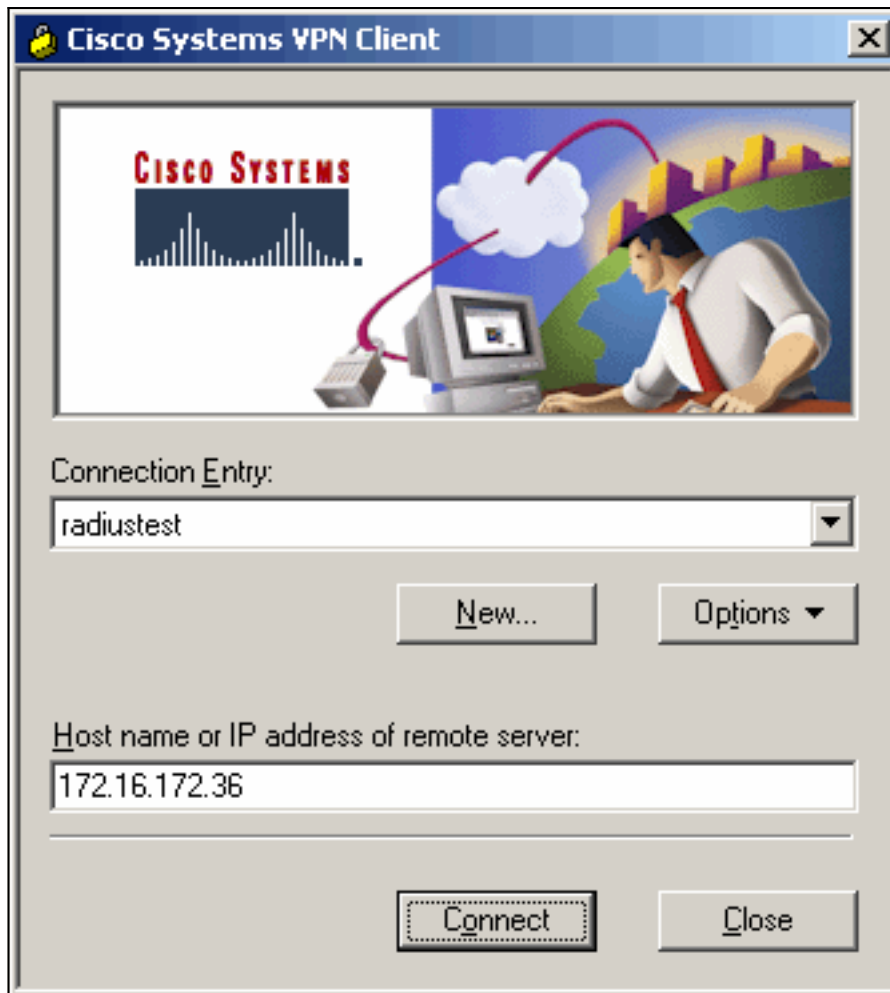 Cisco Systems VPN Client
CISCO SYSTEMS
Connection Entry:
radiustest
New... Options
Host name or IP address of remote server:
172.16.172.36
Connect Close